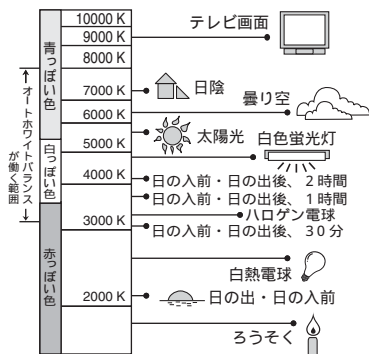 10000 K
9000 K
8000 K
7000 K
6000 K
5000 K
4000 K
3000 K
2000 K
青っぽい色
白っぽい色
赤っぽい色
オートホワイトバランス
が働く範囲
テレビ画面
日陰
曇り空
太陽光
白色蛍光灯
日の入前・日の出後、2時間
日の入前・日の出後、1時間
ハロゲン電球
日の入前・日の出後、30分
白熱電球
日の出・日の入前
ろうそく